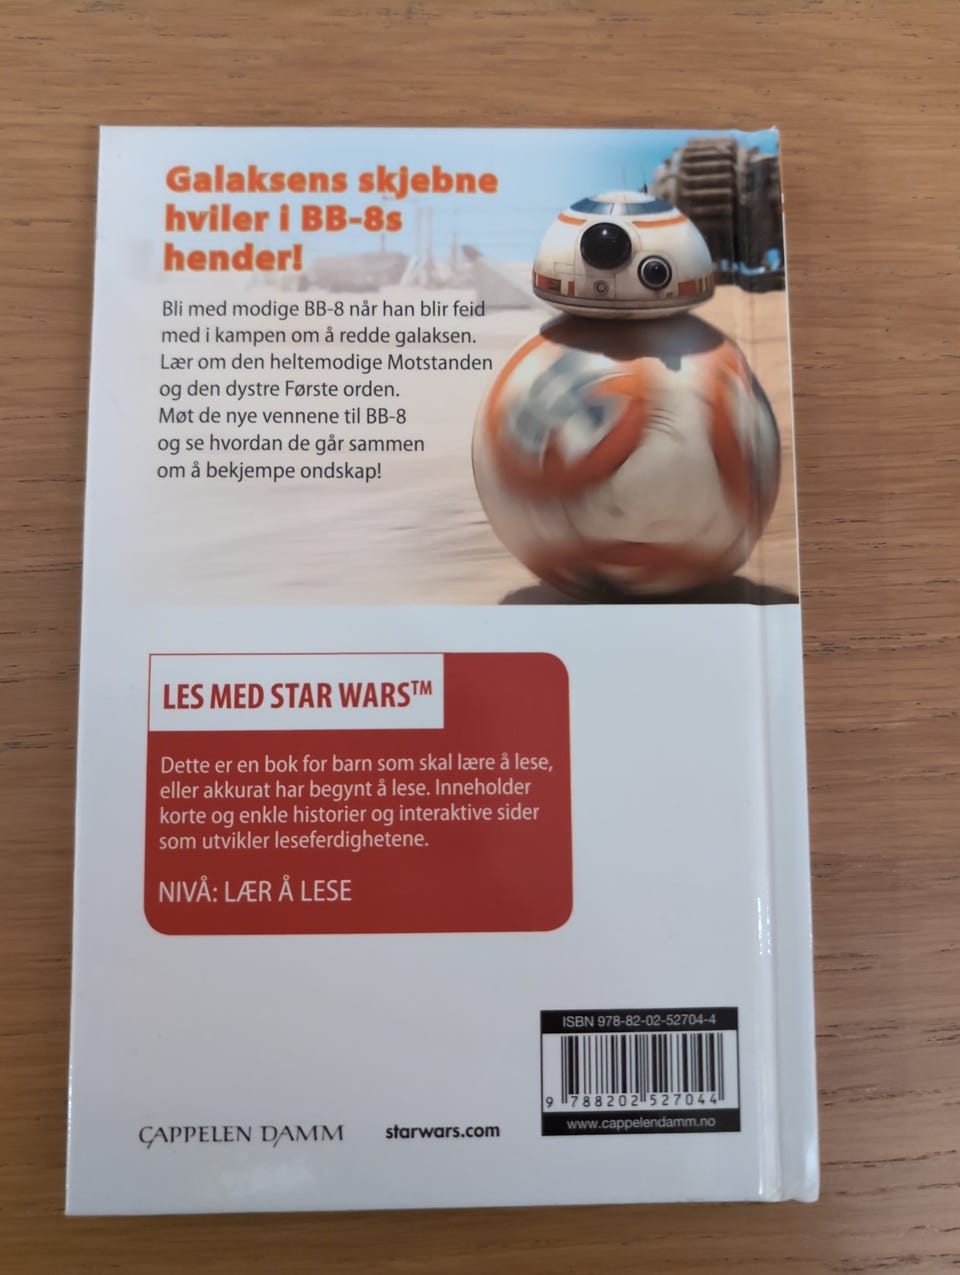 Galaksens skjebne
hviler i BB-8s
hender!
Bli med modige BB-8 når han blir feid
med i kampen om å redde galaksen.
Lær om den heltemodige Motstanden
og den dystre Første orden.
Møt de nye vennene til BB-8
og se hvordan de går sammen
om å bekjempe ondskap!
LES MED STAR WARS™
Dette er en bok for barn som skal lære å lese,
eller akkurat har begynt å lese. Inneholder
korte og enkle historier og interaktive sider
som utvikler leseferdighetene.
NIVÅ: LÆR Å LESE
ISBN 978-82-02-52704-4
9 788202 527044
www.cappelendamm.no
CAPPELEN DAMM
starwars.com